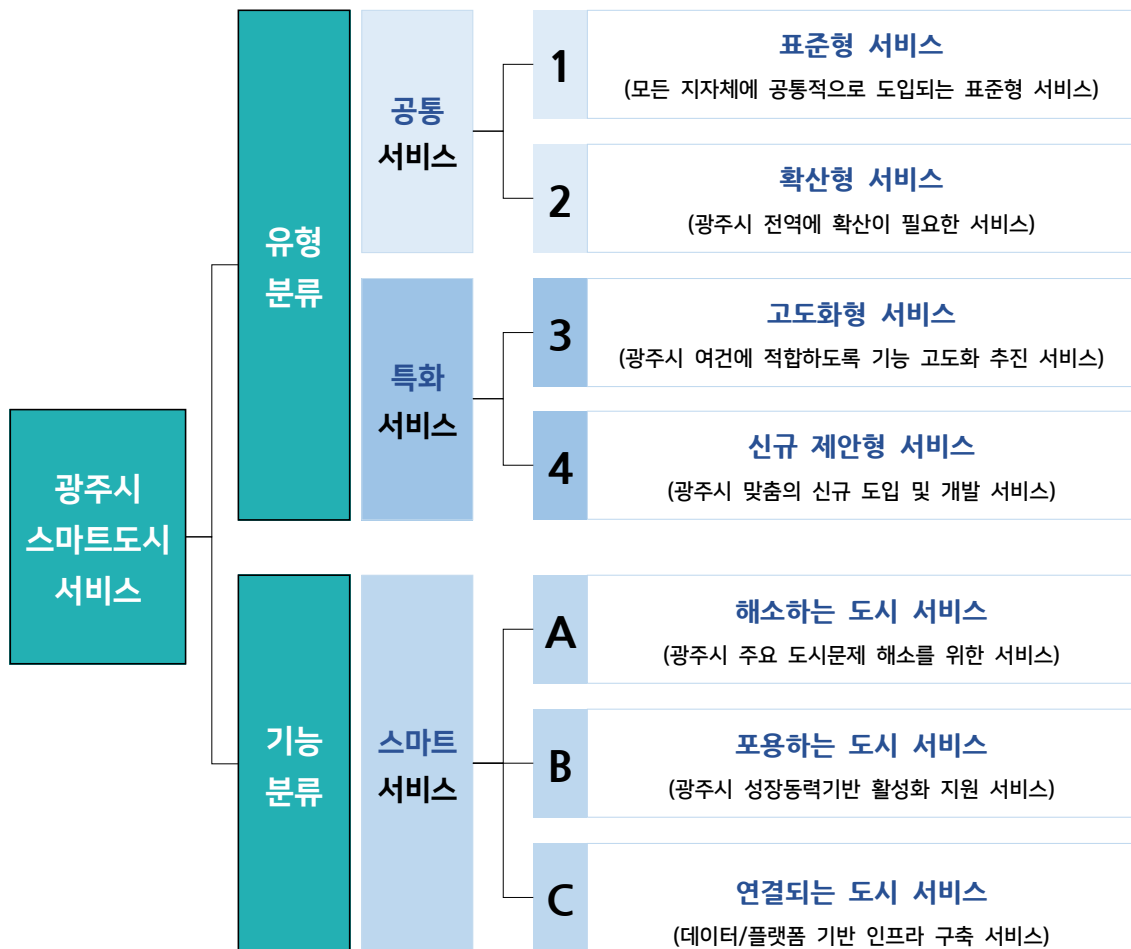 광주시
스마트도시
서비스
유형
분류
공통
서비스
1
표준형 서비스
(모든 지자체에 공통적으로 도입되는 표준형 서비스)
2
확산형 서비스
(광주시 전역에 확산이 필요한 서비스)
특화
서비스
3
고도화형 서비스
(광주시 여건에 적합하도록 기능 고도화 추진 서비스)
4
신규 제안형 서비스
(광주시 맞춤의 신규 도입 및 개발 서비스)
기능
분류
스마트
서비스
A
해소하는 도시 서비스
(광주시 주요 도시문제 해소를 위한 서비스)
B
포용하는 도시 서비스
(광주시 성장동력기반 활성화 지원 서비스)
C
연결되는 도시 서비스
(데이터/플랫폼 기반 인프라 구축 서비스)